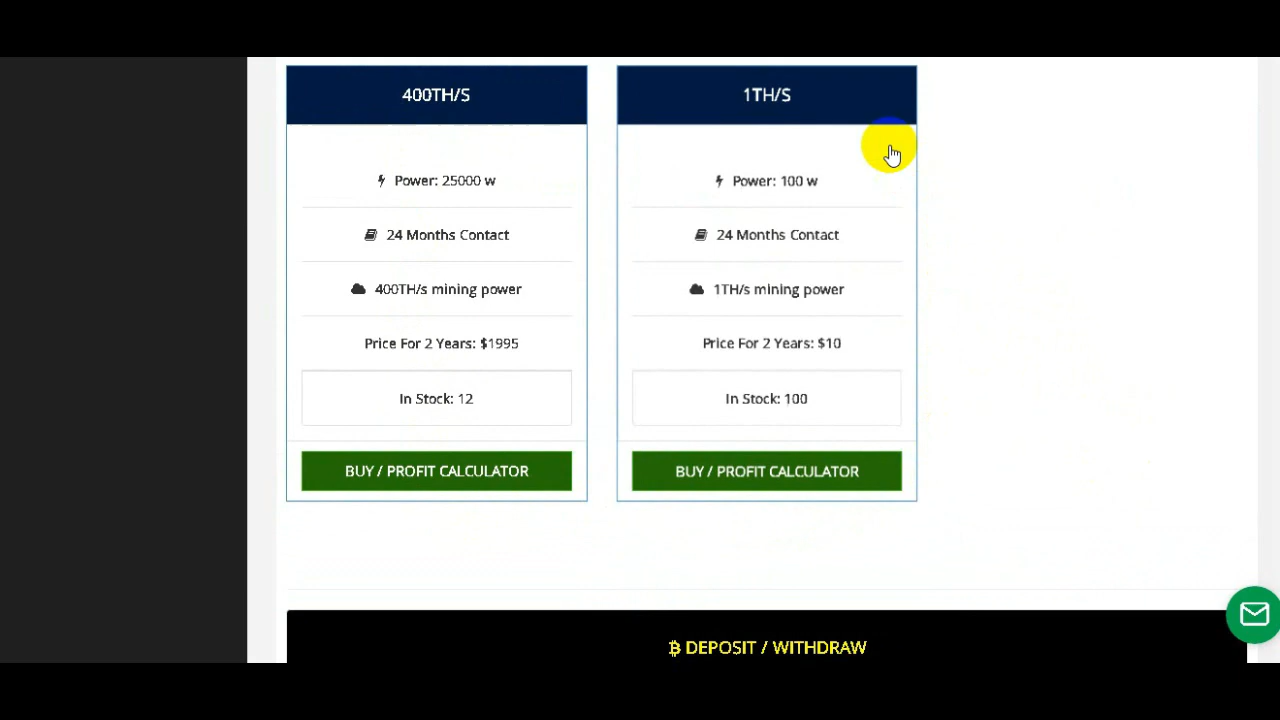 400TH/S
Power: 25000 w
24 Months Contact
400TH/s mining power
Price For 2 Years: $1995
In Stock: 12
BUY / PROFIT CALCULATOR
1TH/S
Power: 100 w
24 Months Contact
1TH/s mining power
Price For 2 Years: $10
In Stock: 100
BUY / PROFIT CALCULATOR
DEPOSIT / WITHDRAW